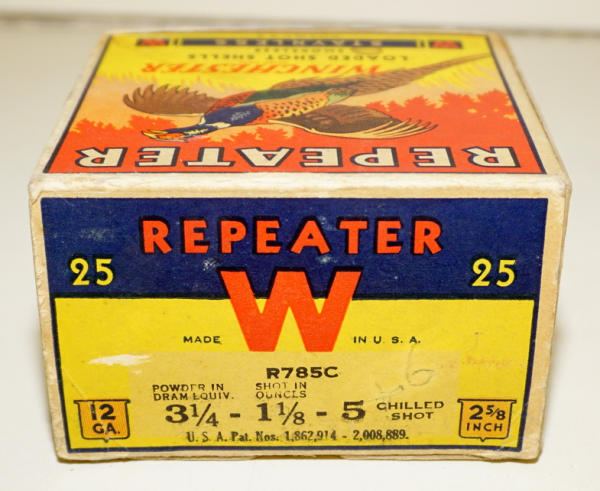 REPEATER
WINCHESTER
LOADED SHOT SHELLS
SMOKELESS
W STAYNLESS W
REPEATER
25 W 25
MADE IN U.S.A.
R785C
POWDER IN DRAM EQUIV.
SHOT IN OUNCES
12 GA.
3¼ - 1⅛ - 5 CHILLED SHOT
2⅝ INCH
U.S.A. Pat. Nos. 1,862,914 - 2,008,889.